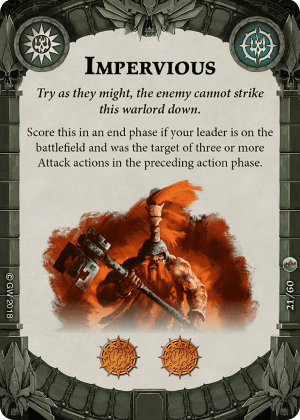 IMPERVIOUS
Try as they might, the enemy cannot strike
this warlord down.
Score this in an end phase if your leader is on the
battlefield and was the target of three or more
Attack actions in the preceding action phase.
© GW 2018
21/60